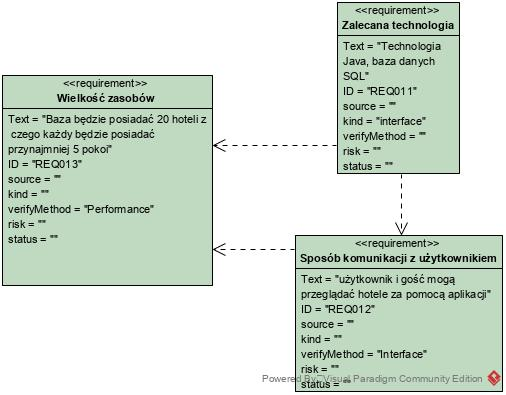 <<requirement>>
Zalecana technologia
Text = "Technologia
Java, baza danych
SQL"
ID = "REQ011"
source = ""
kind = "interface"
verifyMethod = ""
risk = ""
status = ""
<<requirement>>
Wielkość zasobów
Text = "Baza będzie posiadać 20 hoteli z
czego każdy będzie posiadać
przynajmniej 5 pokoi"
ID = "REQ013"
source = ""
kind = ""
verifyMethod = "Performance"
risk = ""
status = ""
<<requirement>>
Sposób komunikacji z użytkownikiem
Text = "użytkownik i gość mogą
przeglądać hotele za pomocą aplikacji"
ID = "REQ012"
source = ""
kind = ""
verifyMethod = "Interface"
risk = ""
status = ""
Powered By Visual Paradigm Community Edition